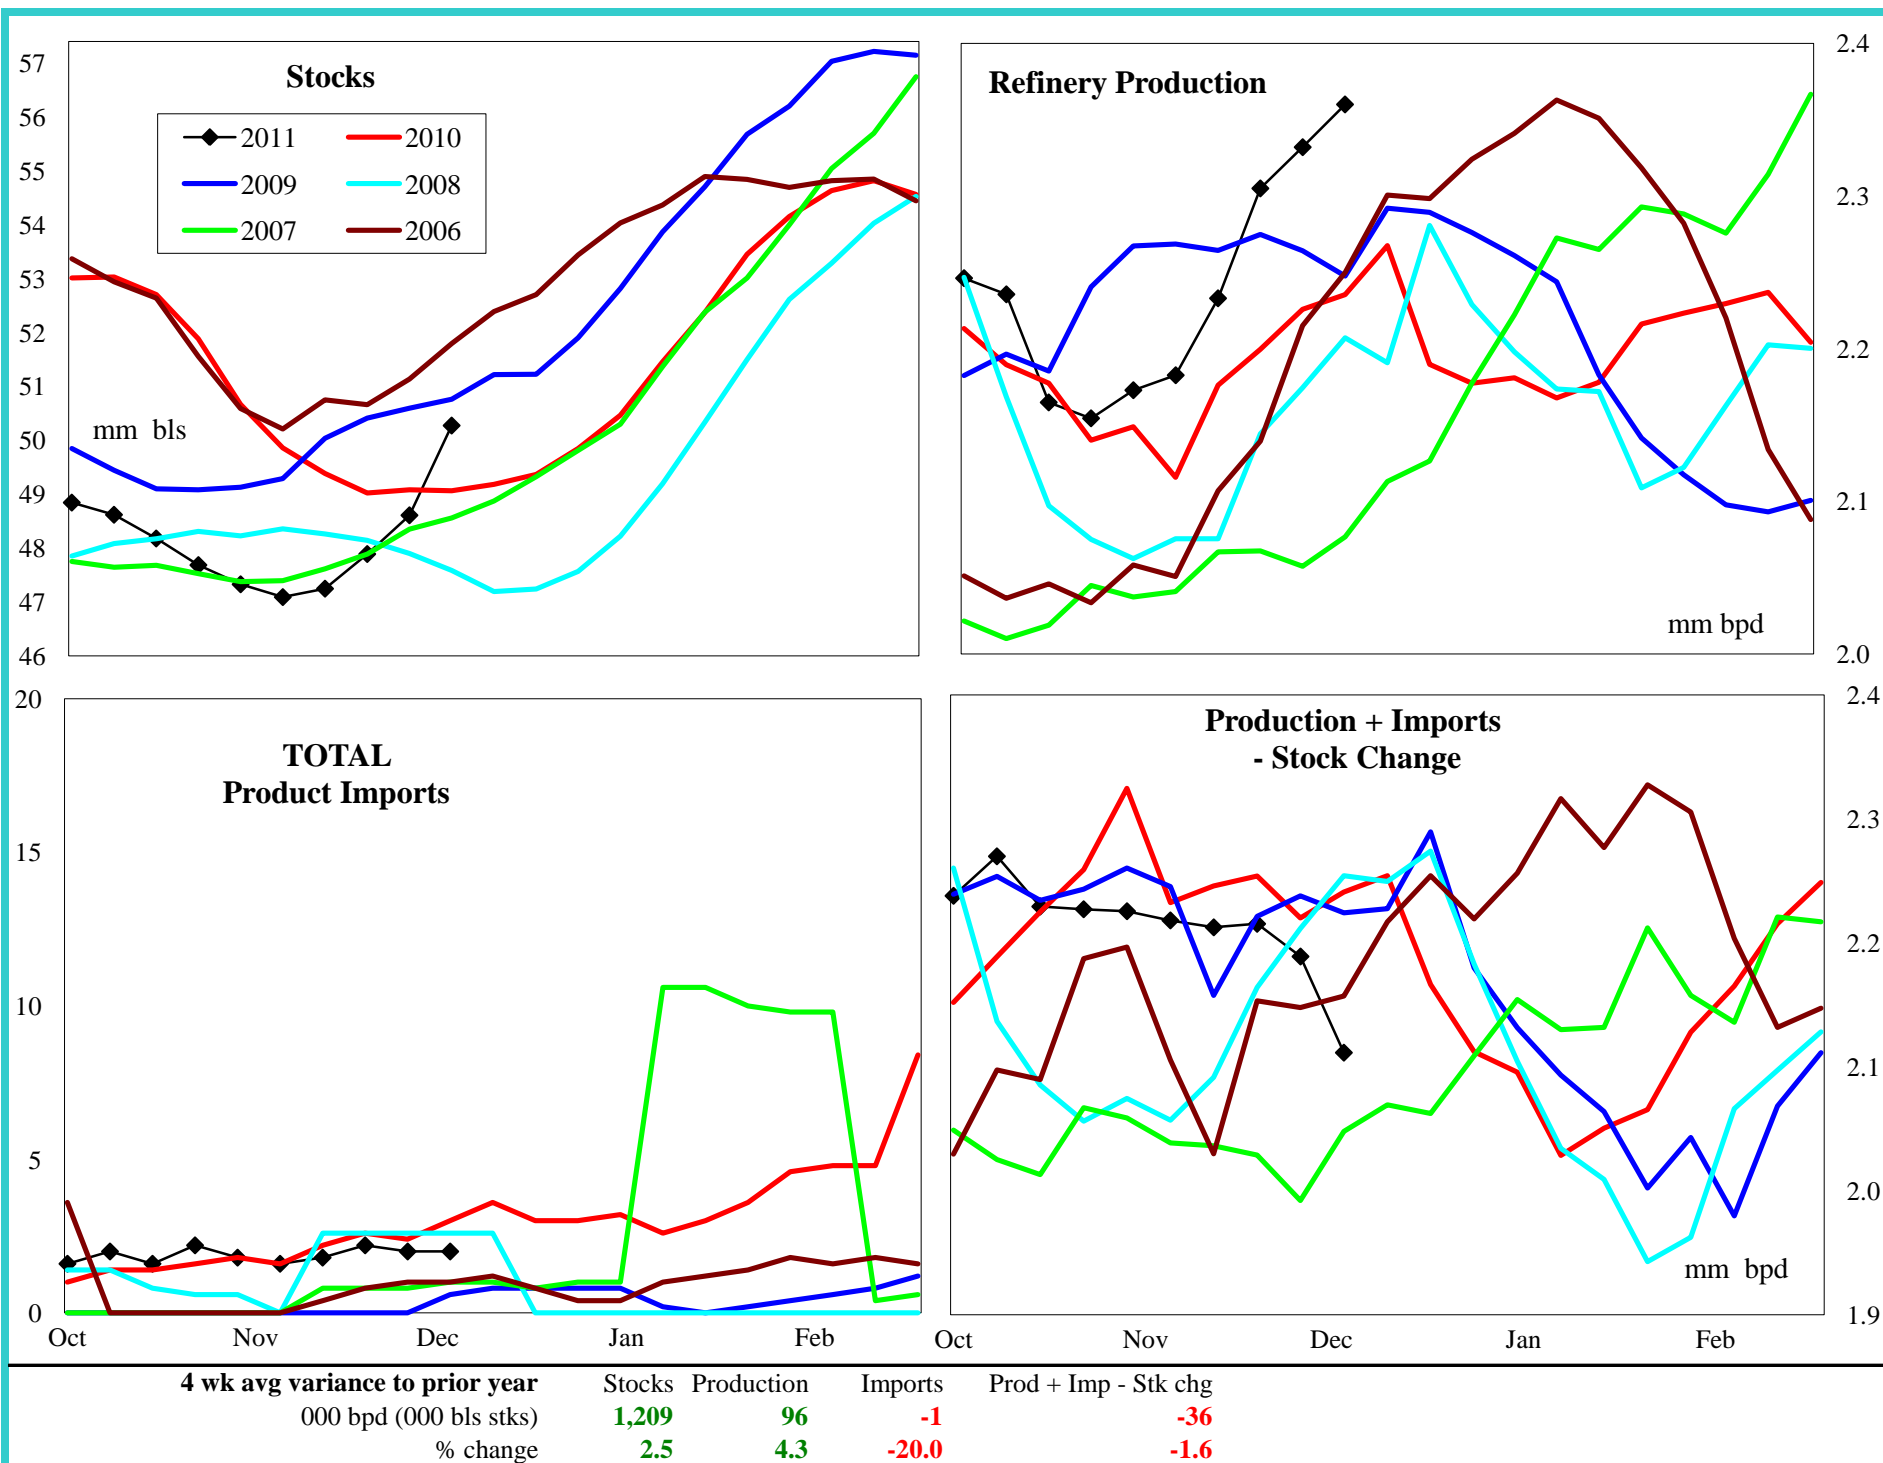 Stocks
2011 2010
2009 2008
2007 2006
mm bls
57
56
55
54
53
52
51
50
49
48
47
46
Refinery Production
mm bpd
2.4
2.3
2.2
2.1
2.0
TOTAL
Product Imports
20
15
10
5
0
Oct Nov Dec Jan Feb
Production + Imports
- Stock Change
mm bpd
2.4
2.3
2.2
2.1
2.0
1.9
Oct Nov Dec Jan Feb
4 wk avg variance to prior year Stocks Production Imports Prod + Imp - Stk chg
000 bpd (000 bls stks) 1,209 96 -1 -36
% change 2.5 4.3 -20.0 -1.6